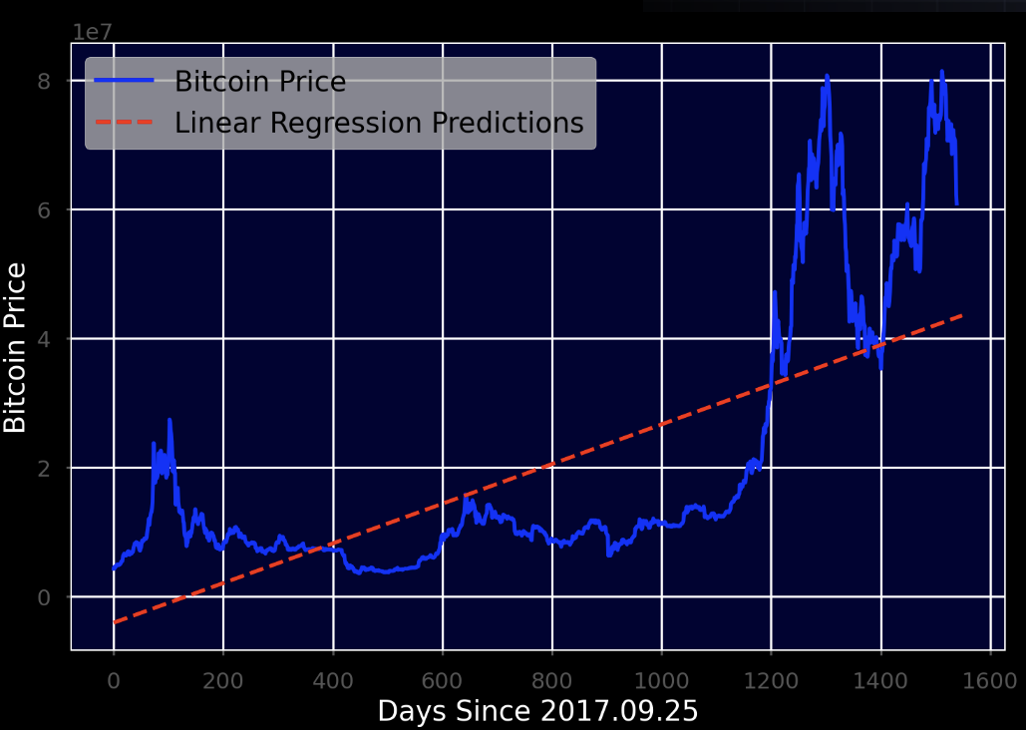 1e7
Bitcoin Price
Linear Regression Predictions
8
6
4
2
0
Bitcoin Price
0 200 400 600 800 1000 1200 1400 1600
Days Since 2017.09.25